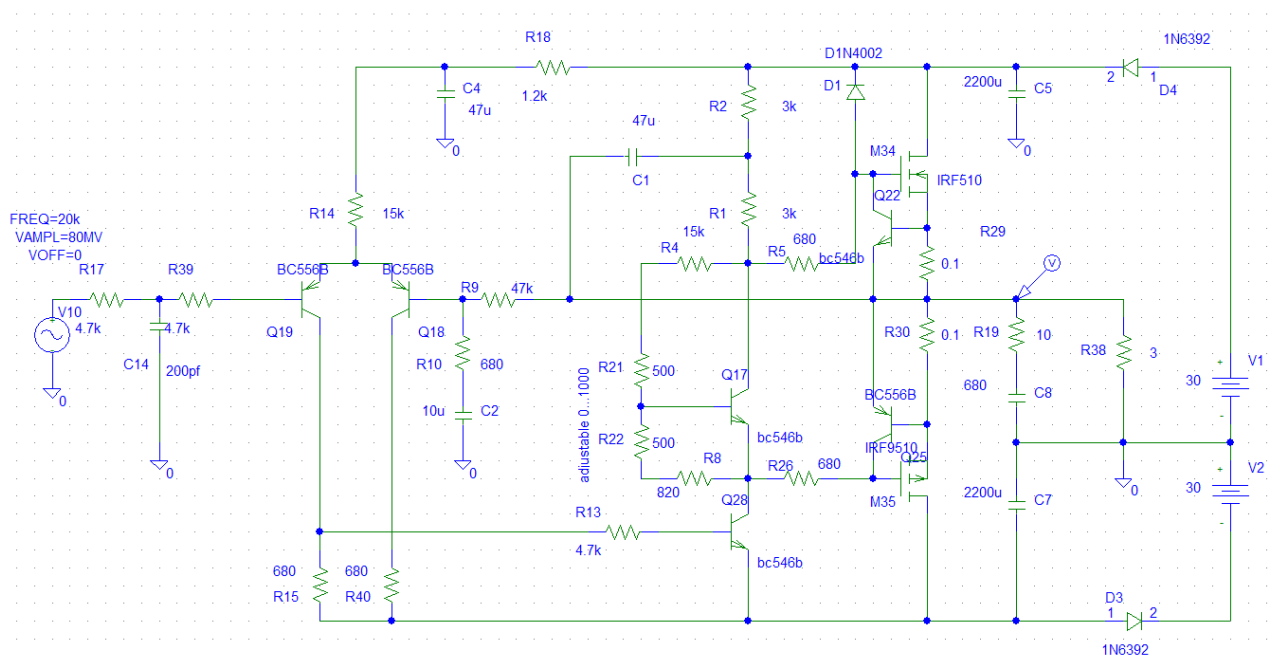 R18
D1N4002
1N6392
C4
47u
1.2k
R2
3k
D1
2200u
C5
2
1
D4
0
47u
C1
M34
IRF510
0
Q22
R14
15k
R1
3k
FREQ=20k
VAMPL=80MV
VOFF=0
15k
R4
R5
680
bc546b
R29
0.1
V
R17
R39
BC556B
BC556B
R9
47k
V10
4.7k
4.7k
Q19
Q18
R30
0.1
R19
10
C14
200pf
R10
680
R38
3
V1
+
30
-
R21
500
Q17
680
C8
adiustable 0...1000
BC556B
10u
C2
bc546b
R22
500
IRF9510
Q25
0
0
0
R8
820
R26
680
V2
+
30
-
Q28
M35
2200u
C7
0
R13
4.7k
bc546b
680
R15
680
R40
D3
1
2
1N6392